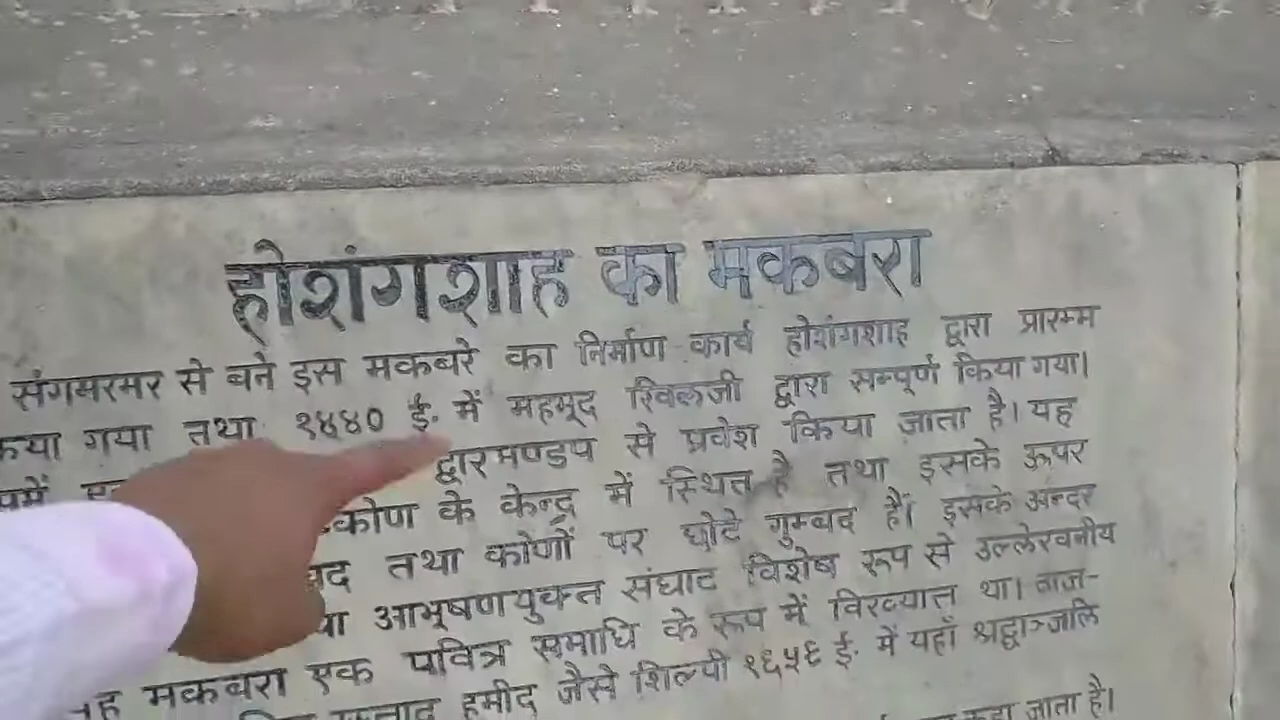 होशंगशाह का मकबरा
संगमरमर से बने इस मकबरे का निर्माण कार्य होशंगशाह द्वारा प्रारम्भ
किया गया तथा १४४० ई. में महमूद खिलजी द्वारा सम्पूर्ण किया गया।
द्वारमण्डप से प्रवेश किया जाता है। यह
कोण के केन्द्र में स्थित है तथा इसके ऊपर
तथा कोणों पर छोटे गुम्बद हैं। इसके अन्दर
आभूषणयुक्त संघाट विशेष रूप से उल्लेखनीय
मकबरा एक पवित्र समाधि के रूप में विख्यात था। ताज-
हमीद जैसे शिल्पी १६५६ ई. में यहाँ श्रद्धाञ्जलि
कहा जाता है।